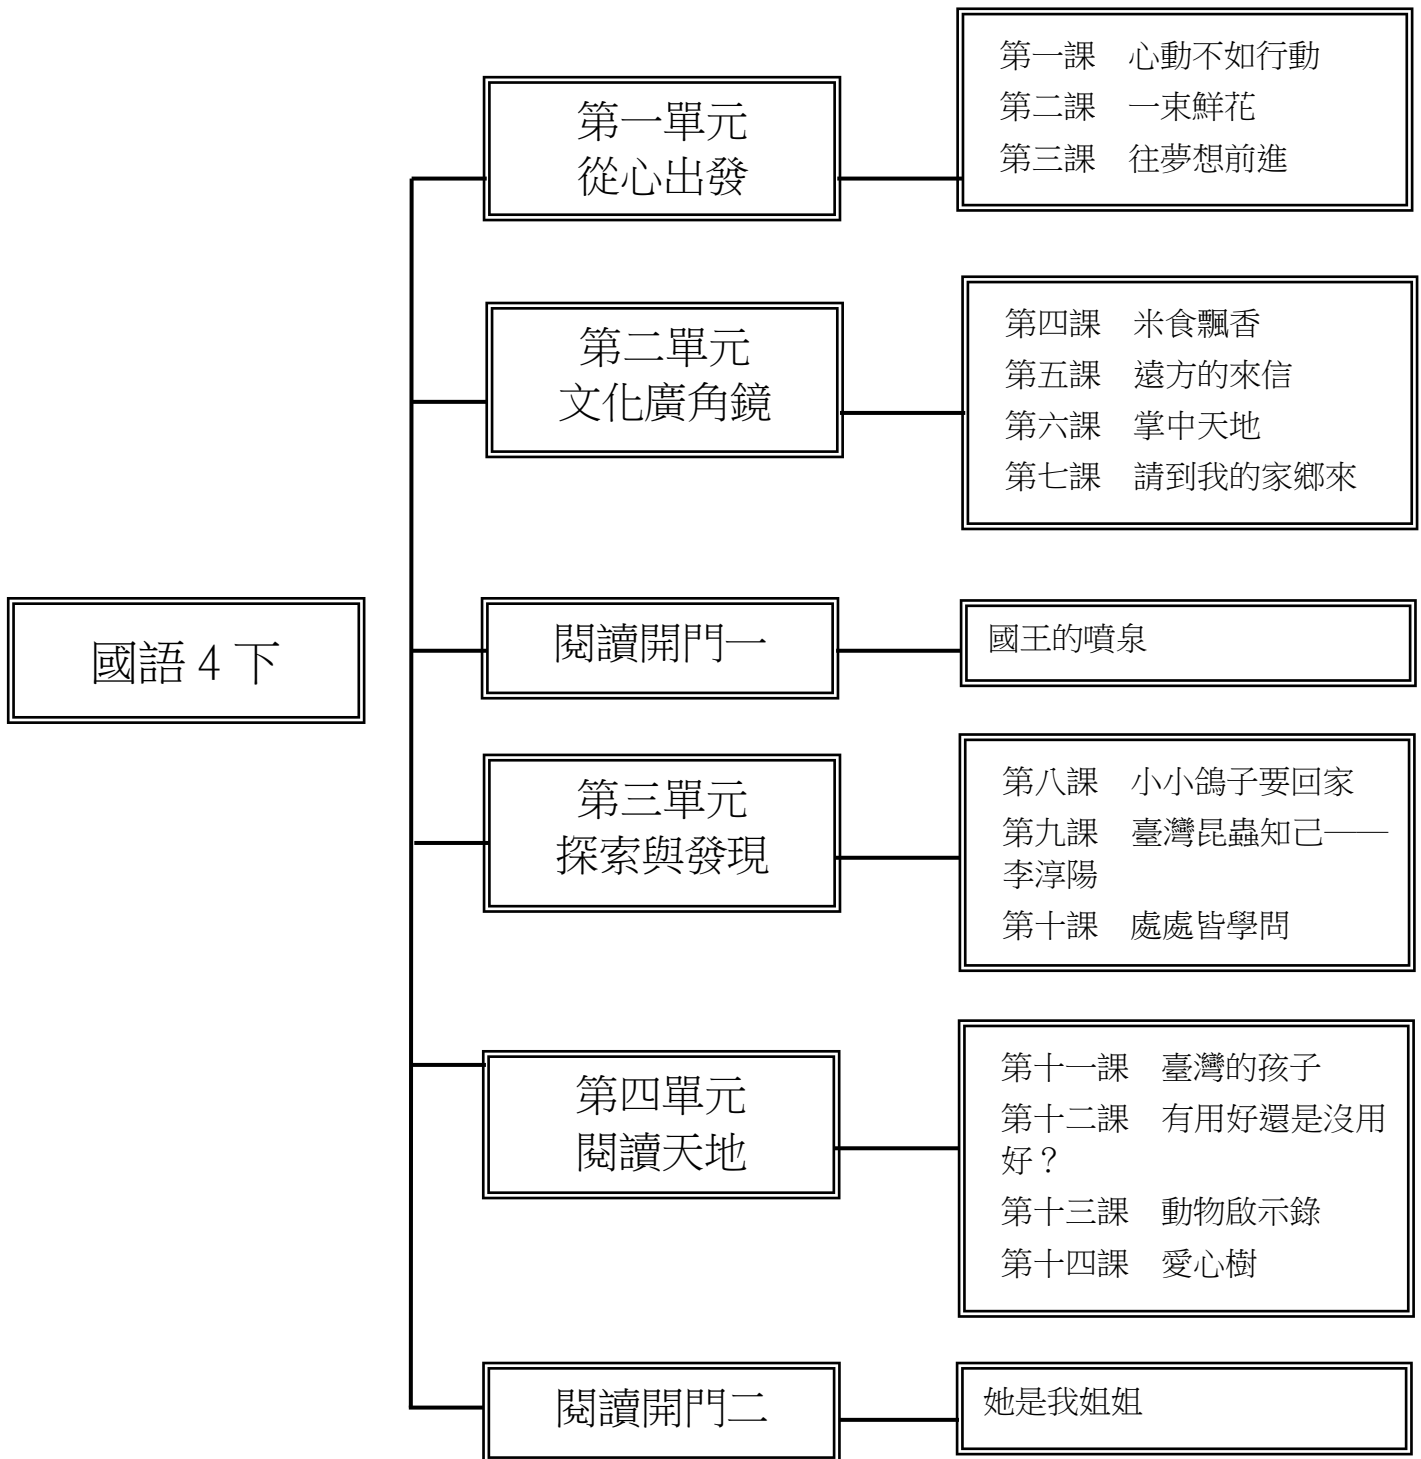 國語 4 下
第一單元
從心出發
第一課　心動不如行動
第二課　一束鮮花
第三課　往夢想前進
第二單元
文化廣角鏡
第四課　米食飄香
第五課　遠方的來信
第六課　掌中天地
第七課　請到我的家鄉來
閱讀開門一
國王的噴泉
第三單元
探索與發現
第八課　小小鴿子要回家
第九課　臺灣昆蟲知己——
李淳陽
第十課　處處皆學問
第四單元
閱讀天地
第十一課　臺灣的孩子
第十二課　有用好還是沒用
好？
第十三課　動物啟示錄
第十四課　愛心樹
閱讀開門二
她是我姐姐